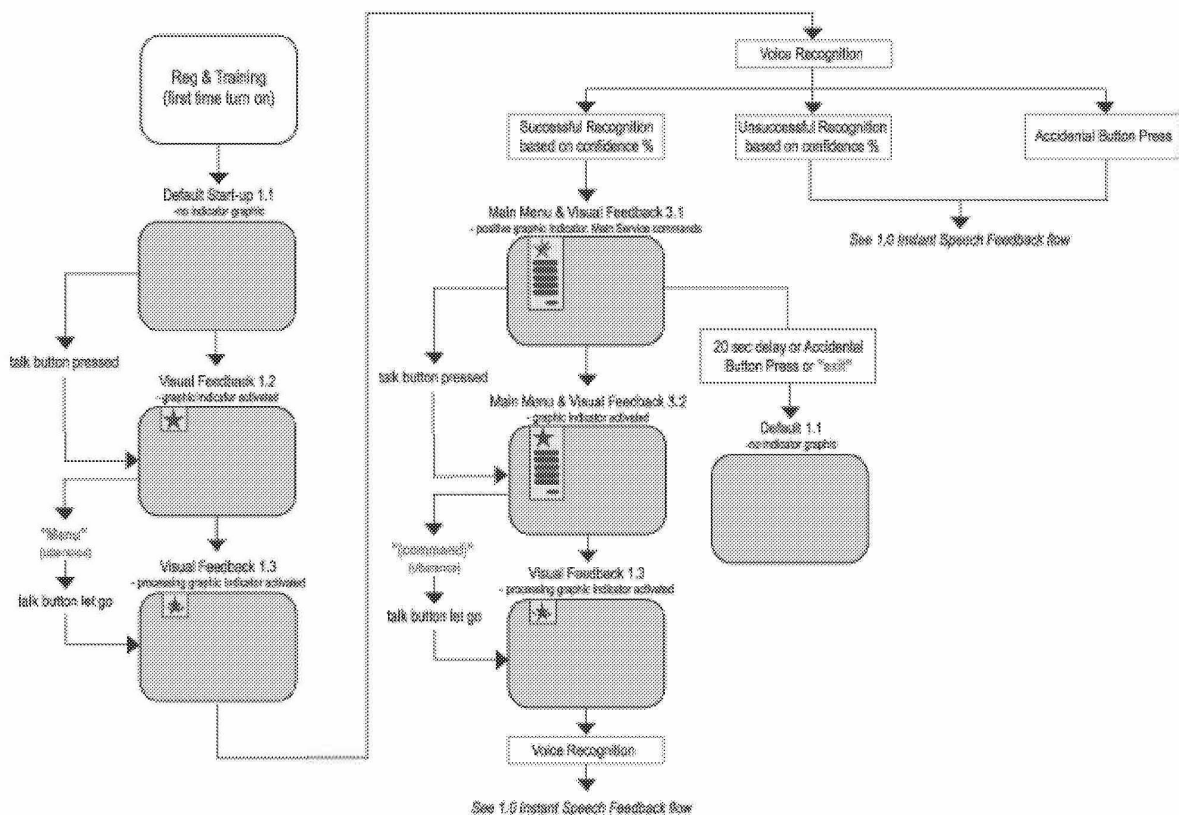 Reg & Training
(first time turn on)
Default Start-up 1.1
-no indicator graphic
talk button pressed
Visual Feedback 1.2
- graphic indicator activated
"Menu"
(utterance)
talk button let go
Visual Feedback 1.3
- processing graphic indicator activated
Voice Recognition
Successful Recognition
based on confidence %
Unsuccessful Recognition
based on confidence %
Accidental Button Press
See 1.0 Instant Speech Feedback flow
Main Menu & Visual Feedback 3.1
- positive graphic indicator, Main Service commands
talk button pressed
20 sec delay or Accidental
Button Press or "exit"
Default 1.1
-no indicator graphic
Main Menu & Visual Feedback 3.2
- graphic indicator activated
"(command)"
(utterance)
talk button let go
Visual Feedback 1.3
- processing graphic indicator activated
Voice Recognition
See 1.0 Instant Speech Feedback flow